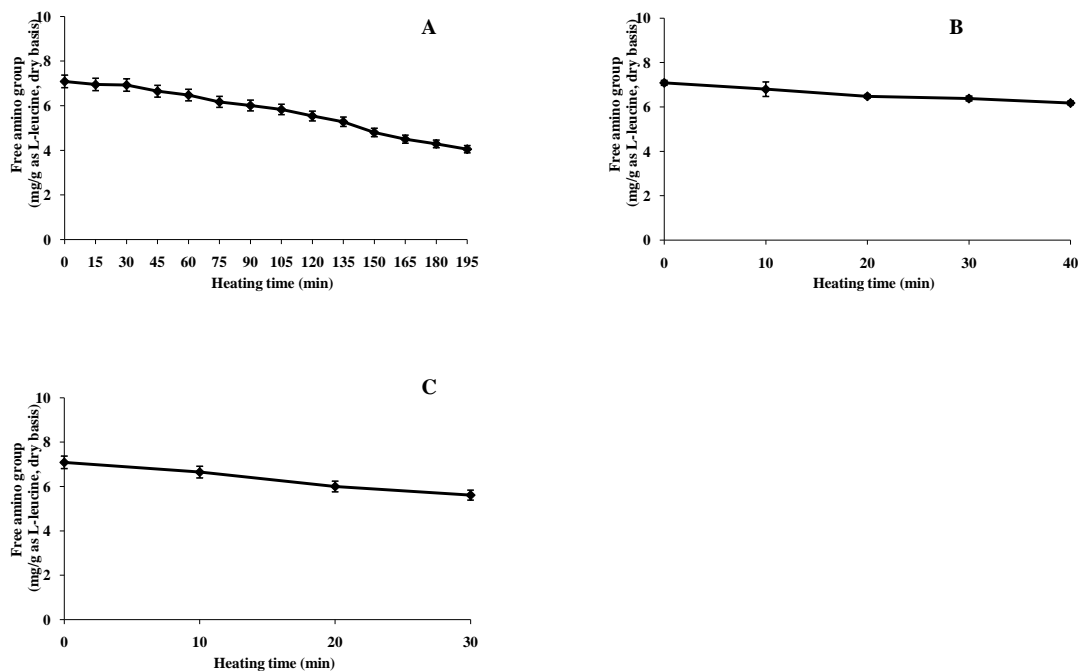 A
Free amino group
(mg/g as L-leucine, dry basis)
10
8
6
4
2
0
0 15 30 45 60 75 90 105 120 135 150 165 180 195
Heating time (min)
B
Free amino group
(mg/g as L-leucine, dry basis)
10
8
6
4
2
0
0 10 20 30 40
Heating time (min)
C
Free amino group
(mg/g as L-leucine, dry basis)
10
8
6
4
2
0
0 10 20 30
Heating time (min)